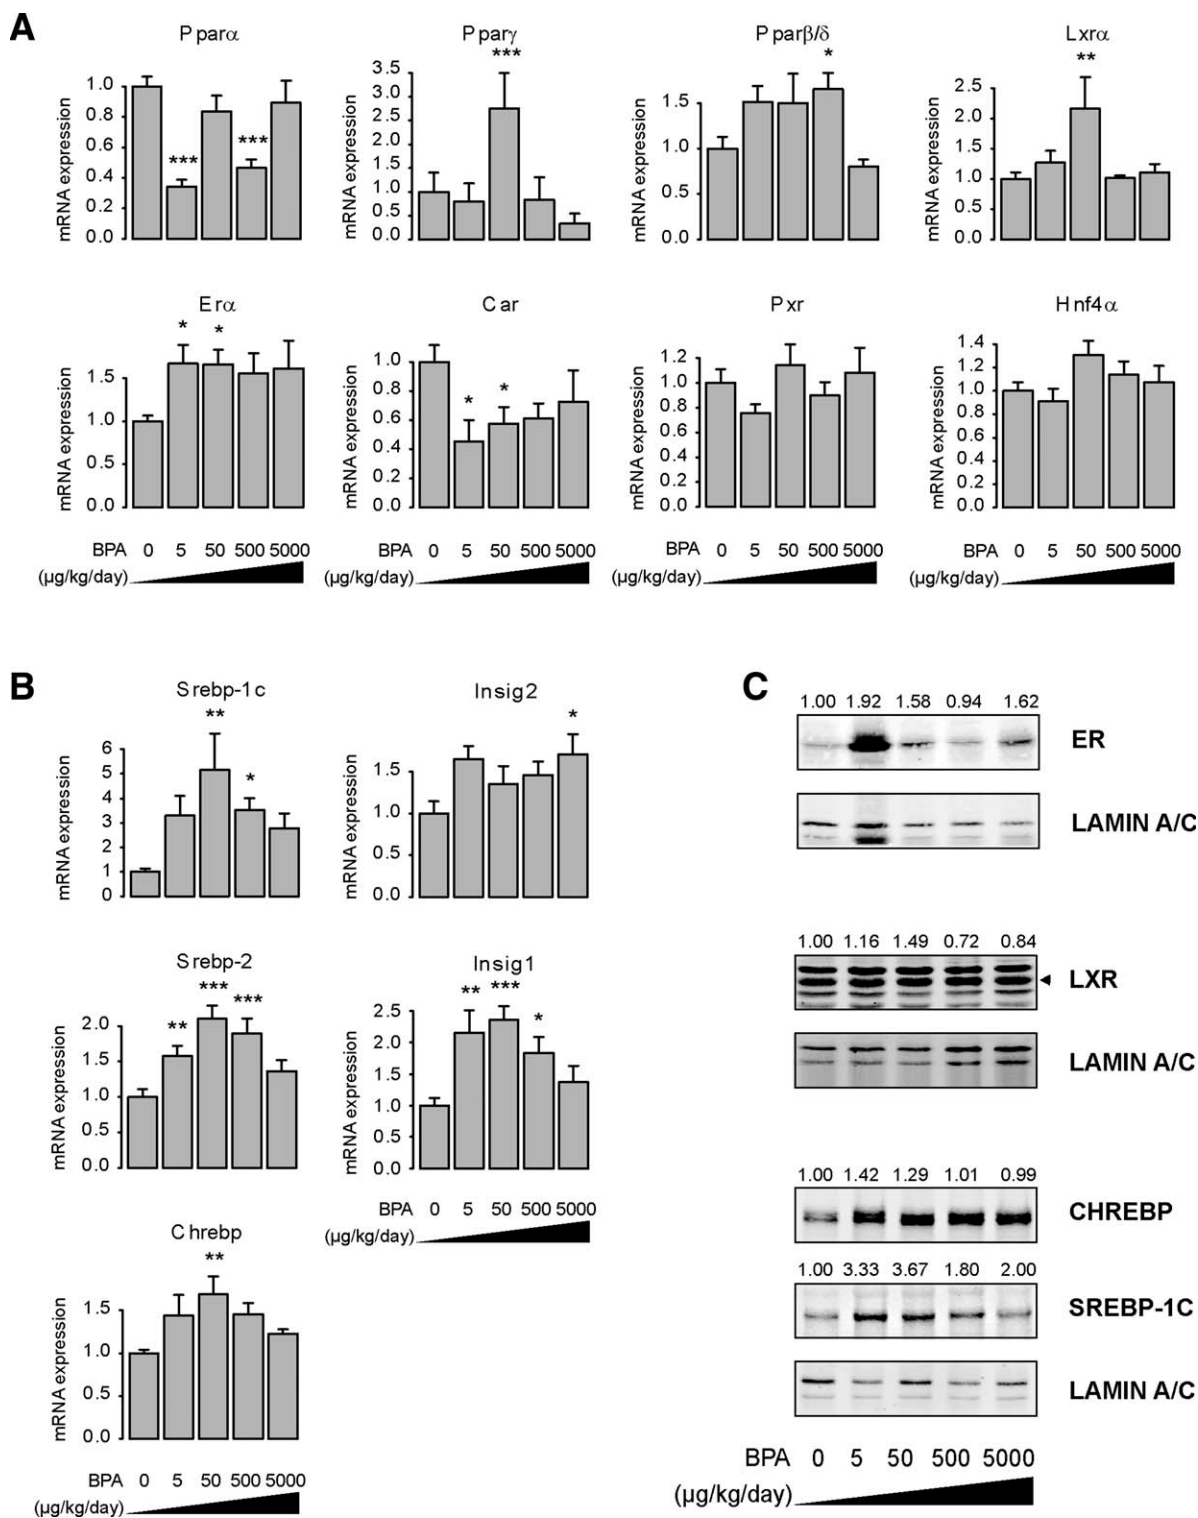 A
Pparα
Pparγ
Pparβ/δ
Lxrα
mRNA expression
1.0
0.8
0.6
0.4
0.2
0.0
***
***
mRNA expression
3.5
2.5
1.5
1.0
0.5
0.0
***
mRNA expression
1.5
1.0
0.5
0.0
*
mRNA expression
2.5
2.0
1.5
1.0
0.5
0.0
**
Erα
Car
Pxr
Hnf4α
mRNA expression
1.5
1.0
0.5
0.0
*
*
mRNA expression
1.0
0.8
0.6
0.4
0.2
0.0
*
*
mRNA expression
1.2
1.0
0.8
0.6
0.4
0.2
0.0
mRNA expression
1.4
1.2
1.0
0.8
0.6
0.4
0.2
0.0
BPA 0 5 50 500 5000
(µg/kg/day)
BPA 0 5 50 500 5000
(µg/kg/day)
BPA 0 5 50 500 5000
(µg/kg/day)
BPA 0 5 50 500 5000
(µg/kg/day)
B
Srebp-1c
mRNA expression
6
5
4
3
2
1
0
**
*
Insig2
mRNA expression
1.5
1.0
0.5
0.0
*
Srebp-2
mRNA expression
2.0
1.5
1.0
0.5
0.0
**
***
***
Insig1
mRNA expression
2.5
2.0
1.5
1.0
0.5
0.0
**
***
*
BPA 0 5 50 500 5000
(µg/kg/day)
Chrebp
mRNA expression
1.5
1.0
0.5
0.0
**
BPA 0 5 50 500 5000
(µg/kg/day)
C
1.00 1.92 1.58 0.94 1.62
ER
LAMIN A/C
1.00 1.16 1.49 0.72 0.84
LXR
LAMIN A/C
1.00 1.42 1.29 1.01 0.99
CHREBP
1.00 3.33 3.67 1.80 2.00
SREBP-1C
LAMIN A/C
BPA 0 5 50 500 5000
(µg/kg/day)